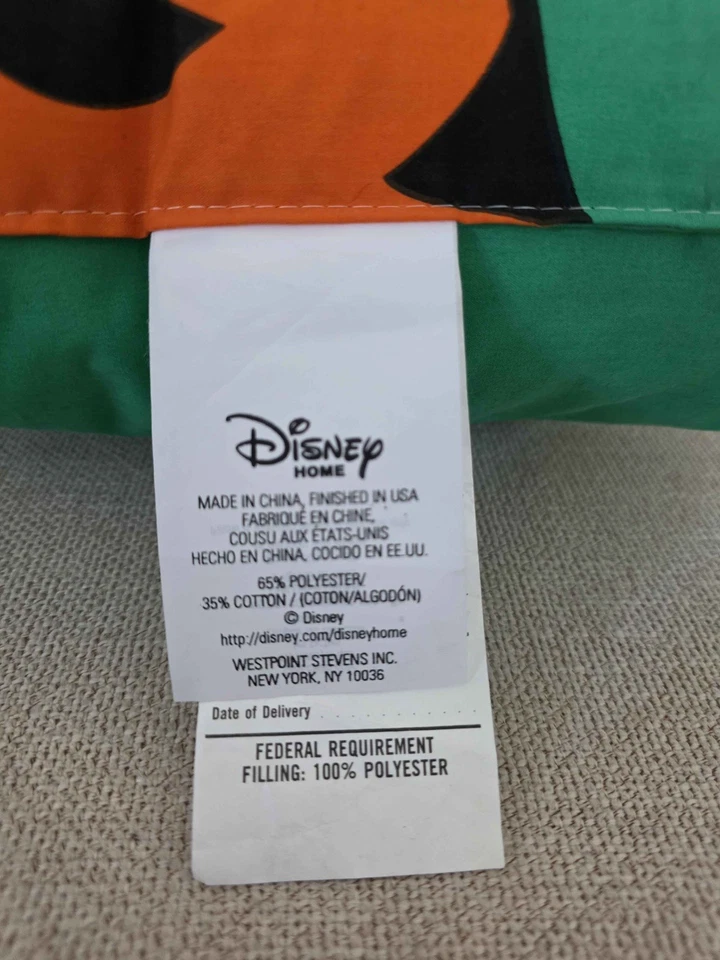 Disney
HOME
MADE IN CHINA, FINISHED IN USA
FABRIQUÉ EN CHINE,
COUSU AUX ÉTATS-UNIS
HECHO EN CHINA, COCIDO EN EE.UU.
65% POLYESTER/
35% COTTON / (COTON/ALGODÓN)
© Disney
http://disney.com/disneyhome
WESTPOINT STEVENS INC.
NEW YORK, NY 10036
Date of Delivery . . . . . . . . . . .
FEDERAL REQUIREMENT
FILLING: 100% POLYESTER